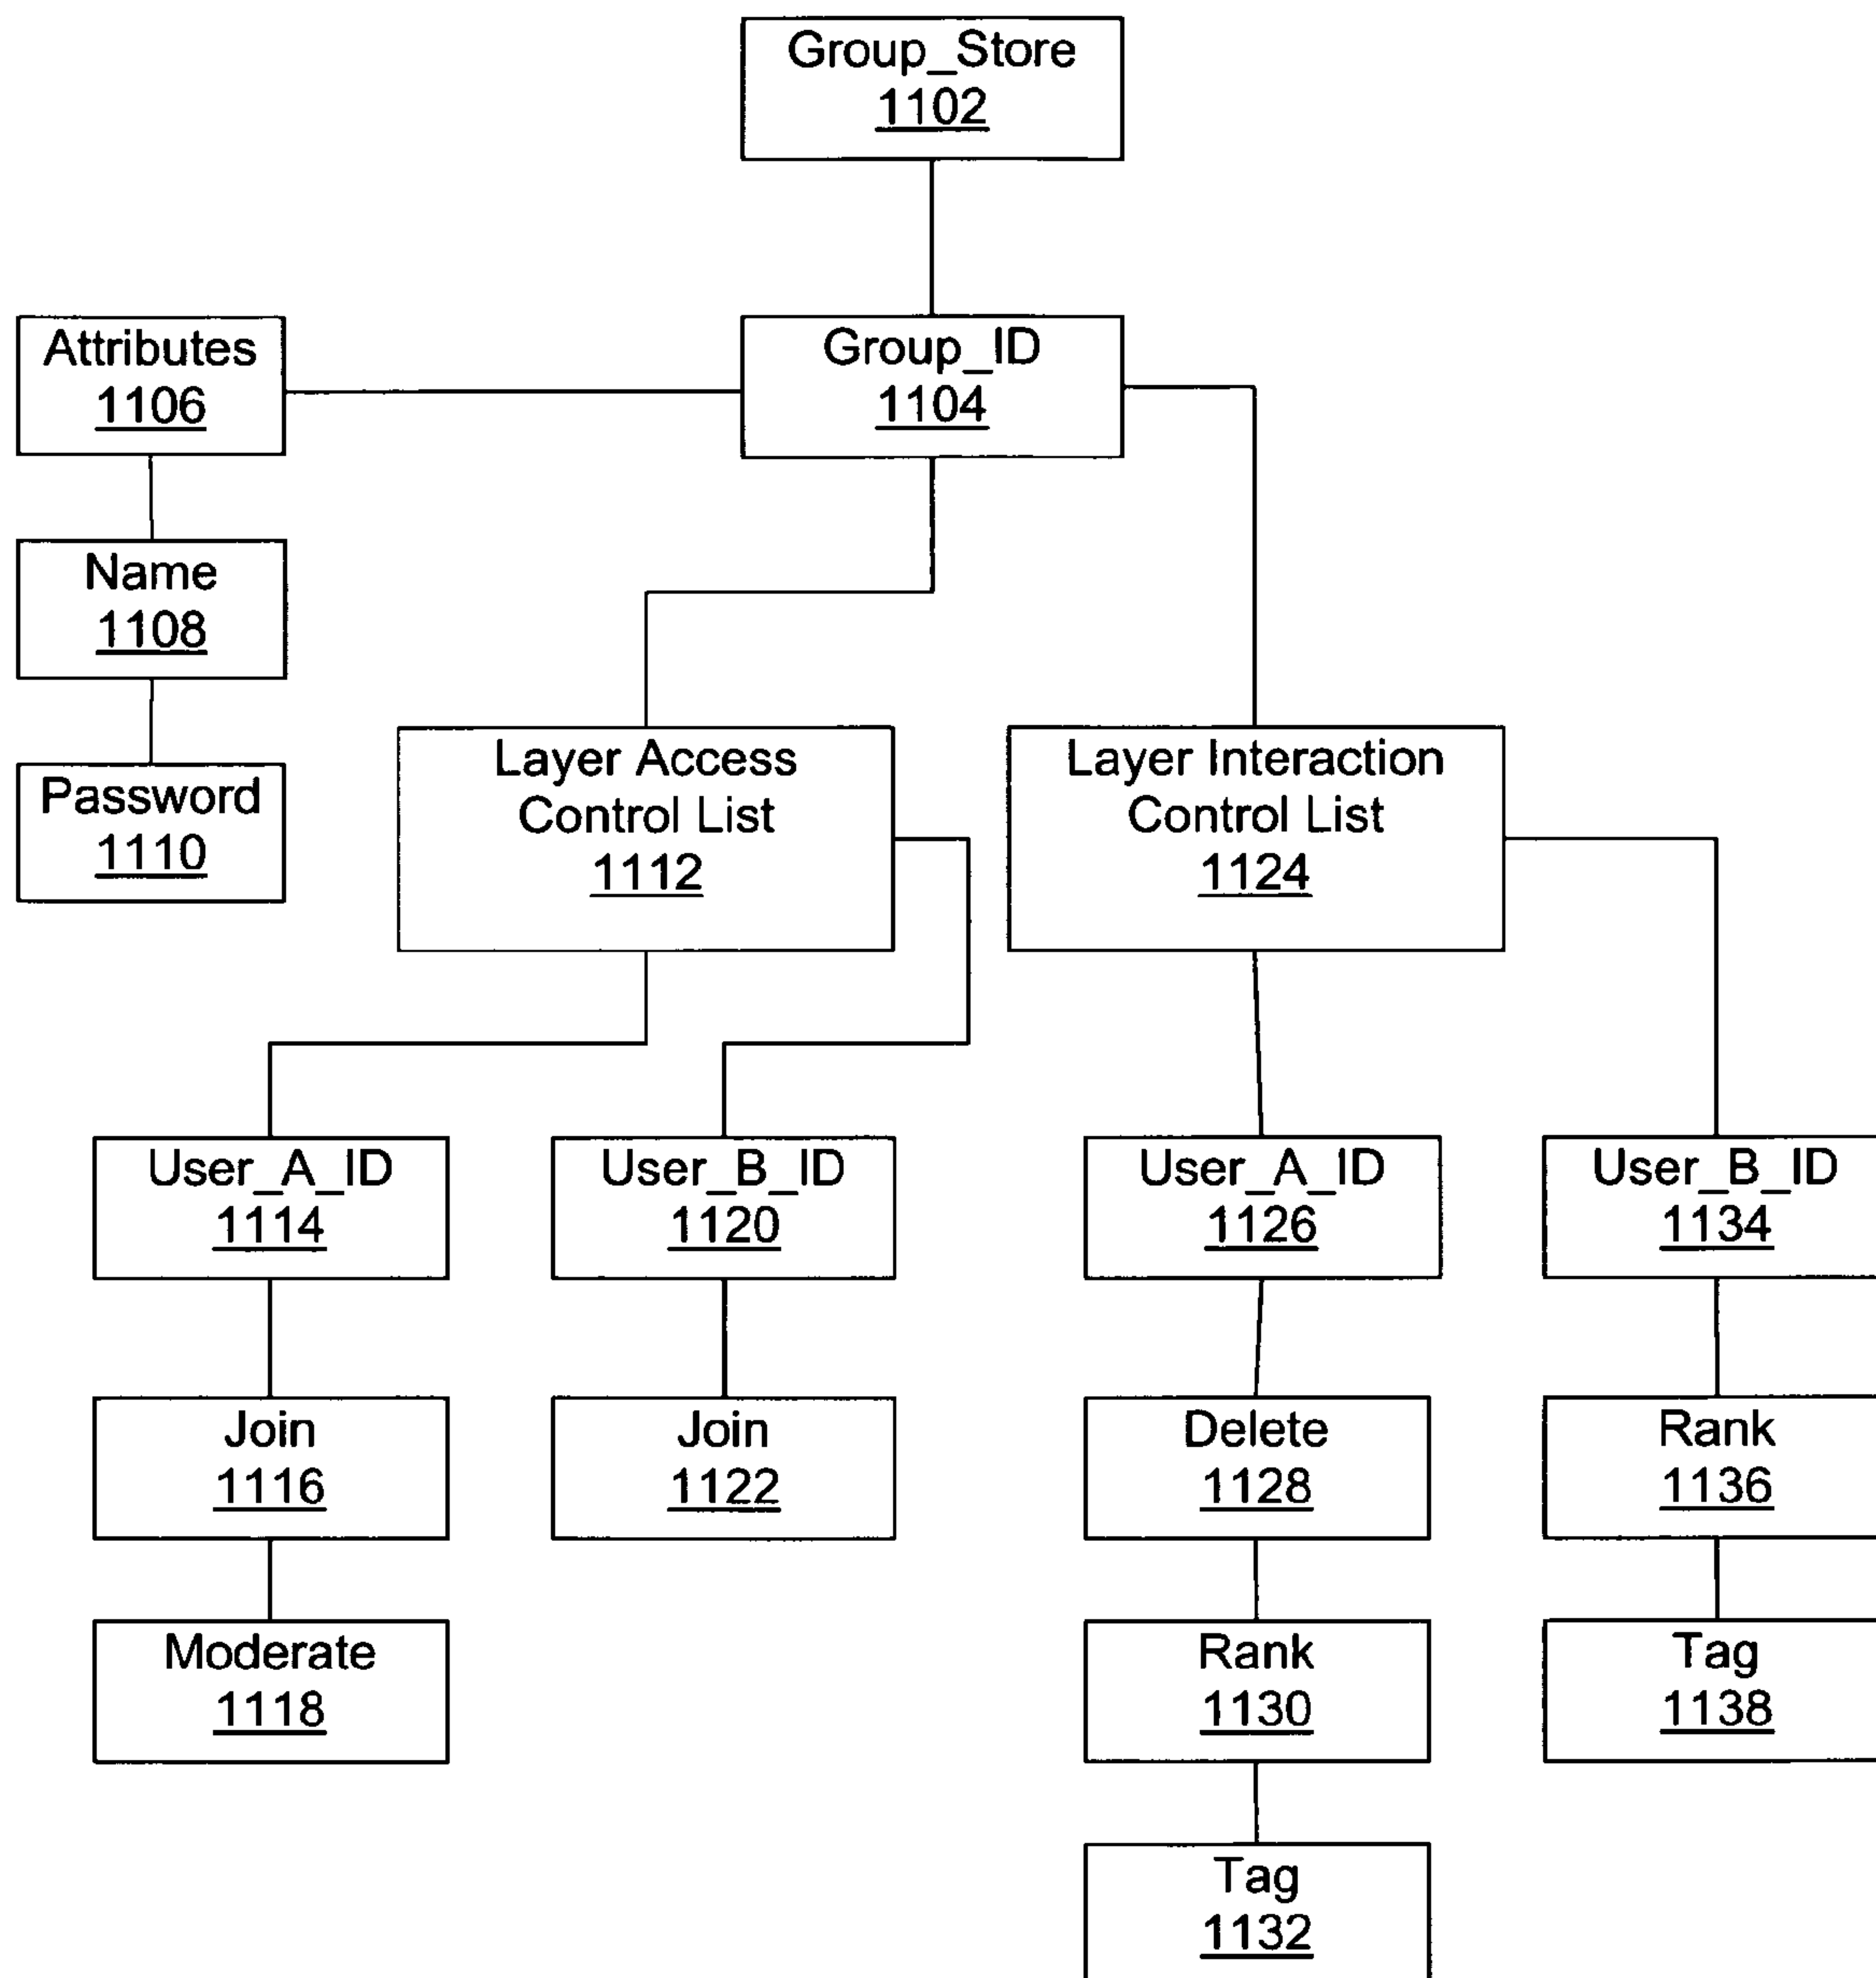 Group_Store
1102
Attributes
1106
Group_ID
1104
Name
1108
Password
1110
Layer Access
Control List
1112
Layer Interaction
Control List
1124
User_A_ID
1114
User_B_ID
1120
User_A_ID
1126
User_B_ID
1134
Join
1116
Join
1122
Delete
1128
Rank
1136
Moderate
1118
Rank
1130
Tag
1138
Tag
1132